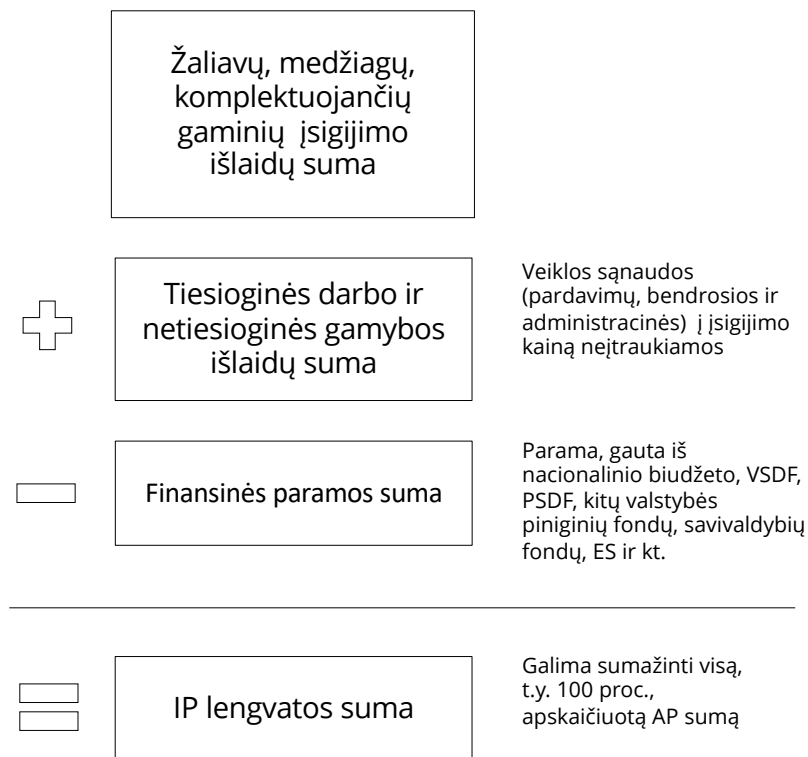 Žaliavų, medžiagų,
komplektuojančių
gaminių įsigijimo
išlaidų suma
Tiesioginės darbo ir
netiesioginės gamybos
išlaidų suma
Veiklos sąnaudos
(pardavimų, bendrosios ir
administracinės) į įsigijimo
kainą neįtraukiamos
Finansinės paramos suma
Parama, gauta iš
nacionalinio biudžeto, VSDF,
PSDF, kitų valstybės
piniginių fondų, savivaldybių
fondų, ES ir kt.
IP lengvatos suma
Galima sumažinti visą,
t.y. 100 proc.,
apskaičiuotą AP sumą